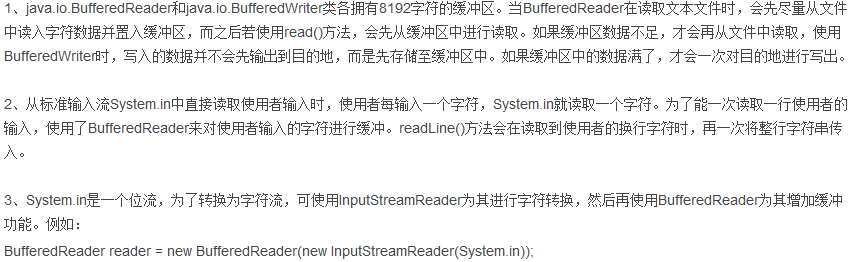 1、java.io.BufferedReader和java.io.BufferedWriter类各拥有8192字符的缓冲区。当BufferedReader在读取文本文件时，会先尽量从文件
中读入字符数据并置入缓冲区，而之后若使用read()方法，会先从缓冲区中进行读取。如果缓冲区数据不足，才会再从文件中读取，使用
BufferedWriter时，写入的数据并不会先输出到目的地，而是先存储至缓冲区中。如果缓冲区中的数据满了，才会一次对目的地进行写出。
2、从标准输入流System.in中直接读取使用者输入时，使用者每输入一个字符，System.in就读取一个字符。为了能一次读取一行使用者的
输入，使用了BufferedReader来对使用者输入的字符进行缓冲。readLine()方法会在读取到使用者的换行字符时，再一次将整行字符串传
入。
3、System.in是一个位流，为了转换为字符流，可使用InputStreamReader为其进行字符转换，然后再使用BufferedReader为其增加缓冲
功能。例如：
BufferedReader reader = new BufferedReader(new InputStreamReader(System.in));